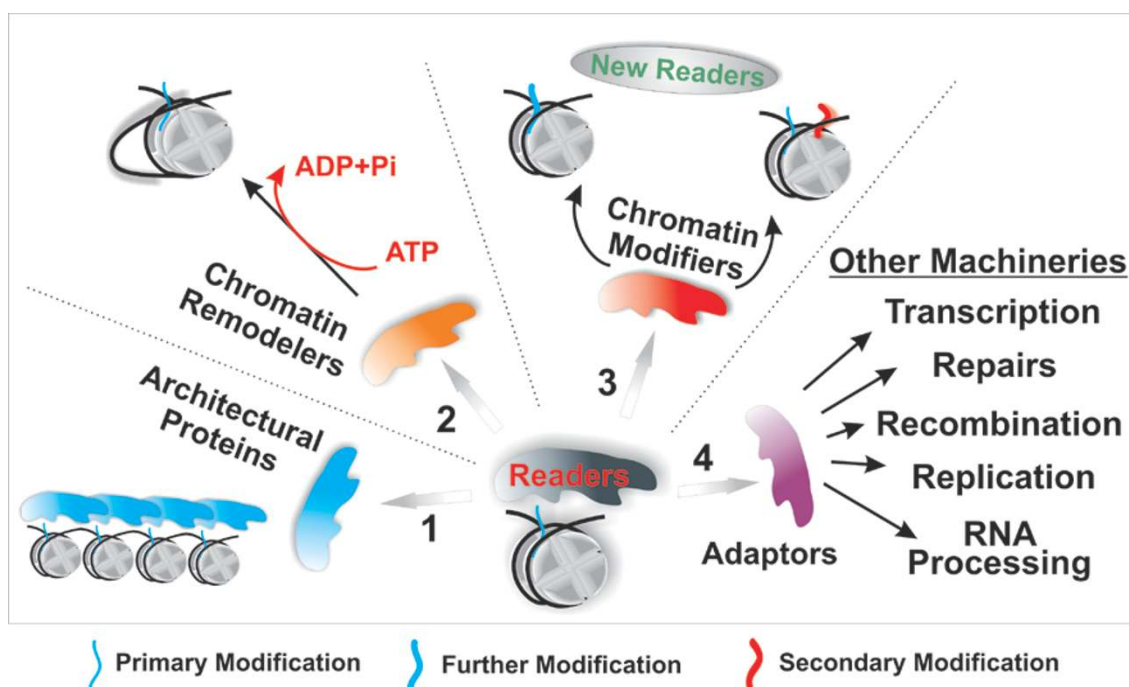 New Readers
ADP+Pi
ATP
Chromatin
Remodelers
Chromatin
Modifiers
Architectural
Proteins
1
2
3
4
Readers
Adaptors
Other Machineries
Transcription
Repairs
Recombination
Replication
RNA
Processing
Primary Modification
Further Modification
Secondary Modification